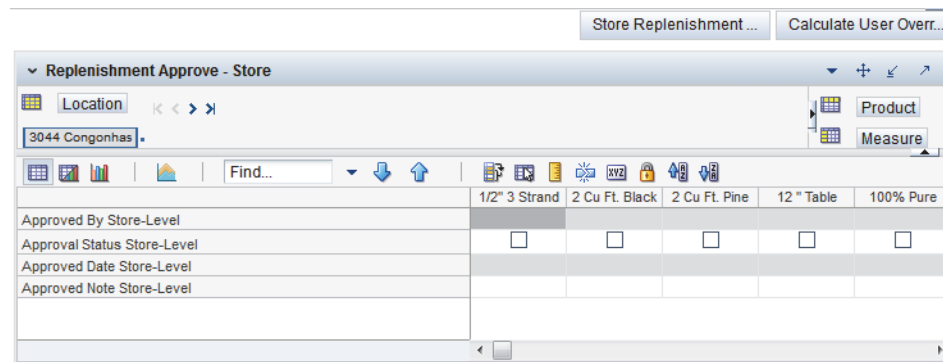 Store Replenishment ... Calculate User Overr...
Replenishment Approve - Store
Location
Product
3044 Congonhas
Measure
Find...
XYZ
1/2" 3 Strand 2 Cu Ft. Black 2 Cu Ft. Pine 12 " Table 100% Pure
Approved By Store-Level
Approval Status Store-Level
Approved Date Store-Level
Approved Note Store-Level